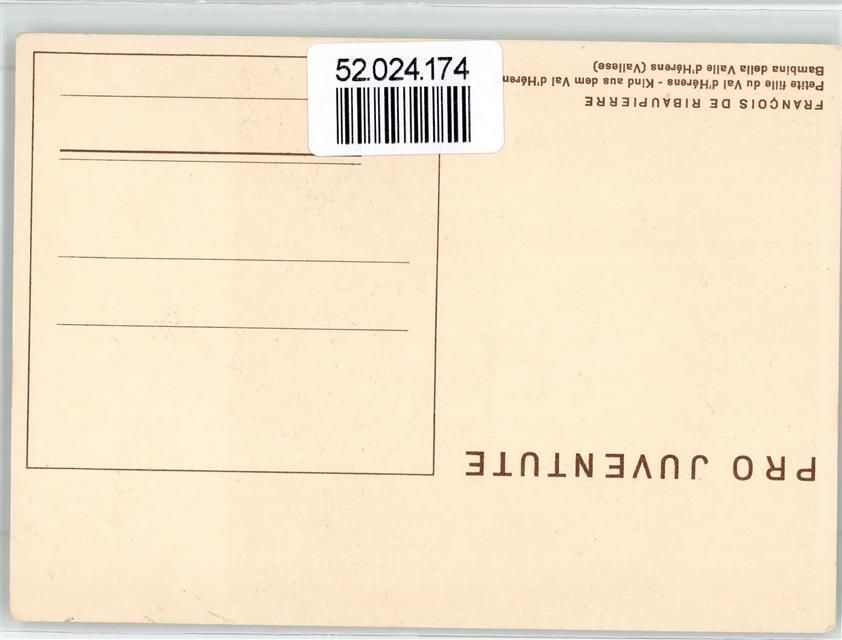 52.024.174
PRO JUVENTUTE
FRANÇOIS DE RIBAUPIERRE
Petite fille du Val d'Hérens - Kind aus dem Val d'Héren
Bambina della Valle d'Hérens (Vallese)